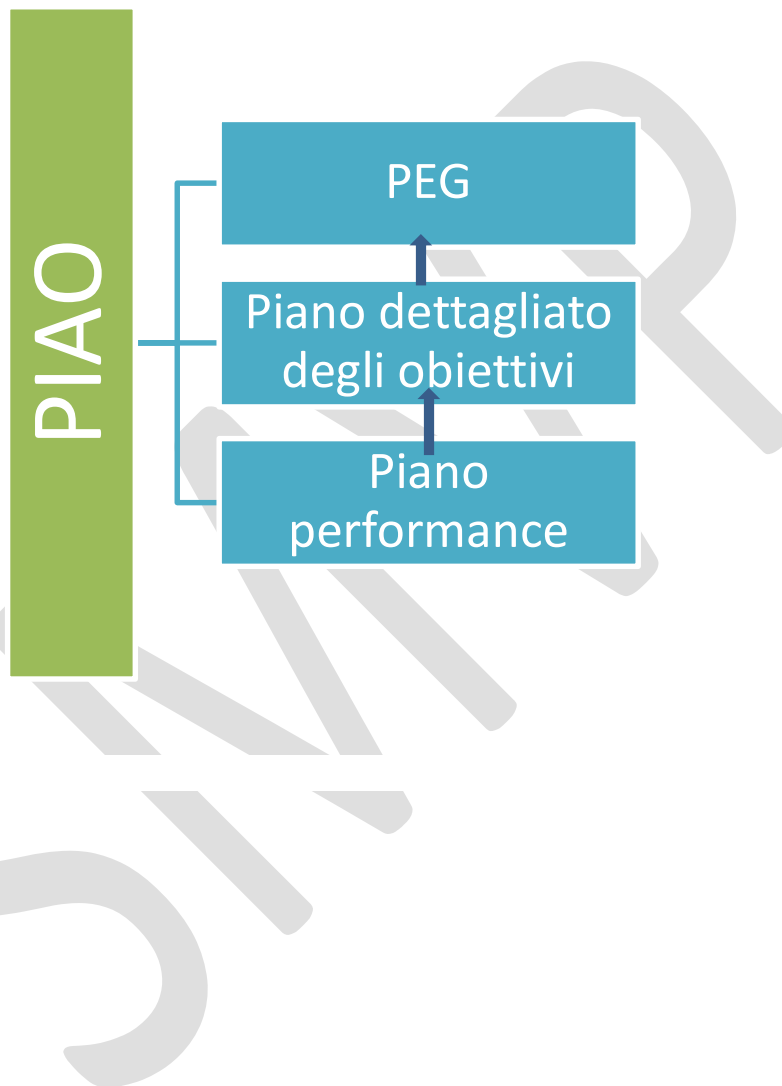 PIAO
PEG
Piano dettagliato
degli obiettivi
Piano
performance